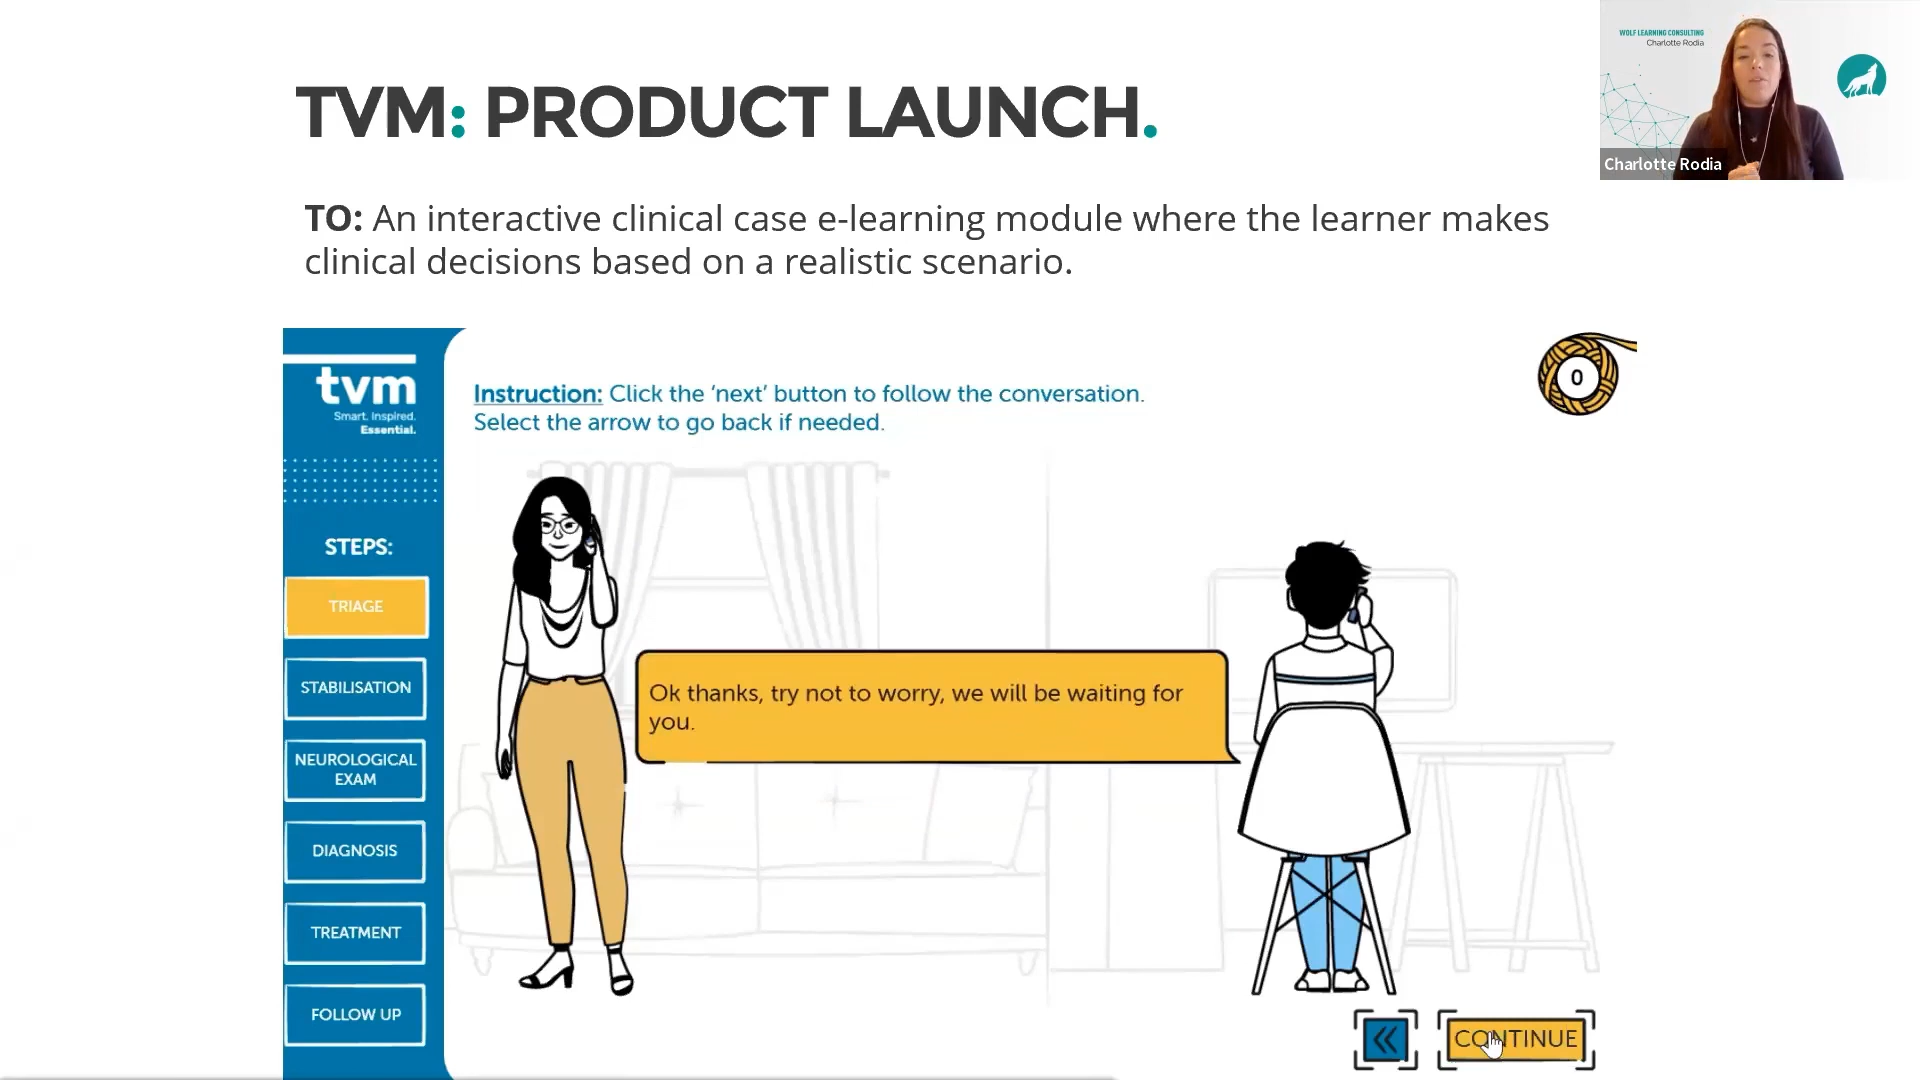 WOLF LEARNING CONSULTING
Charlotte Rodia
Charlotte Rodia
TVM: PRODUCT LAUNCH.
TO: An interactive clinical case e-learning module where the learner makes
clinical decisions based on a realistic scenario.
tvm
Smart. Inspired.
Essential.
STEPS:
TRIAGE
STABILISATION
NEUROLOGICAL
EXAM
DIAGNOSIS
TREATMENT
FOLLOW UP
Instruction: Click the ‘next’ button to follow the conversation.
Select the arrow to go back if needed.
0
Ok thanks, try not to worry, we will be waiting for
you.
CONTINUE